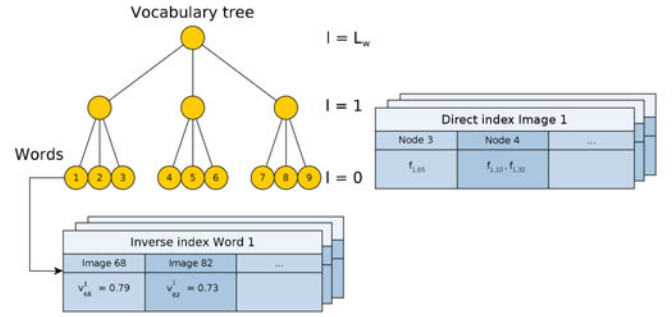 Vocabulary tree
l = L_w
l = 1
Direct index Image 1
Node 3 Node 4 ...
f_1,65 f_1,10, f_1,32
Words
1 2 3 4 5 6 7 8 9
l = 0
Inverse index Word 1
Image 68 Image 82 ...
v^1_68 = 0.79 v^1_82 = 0.73